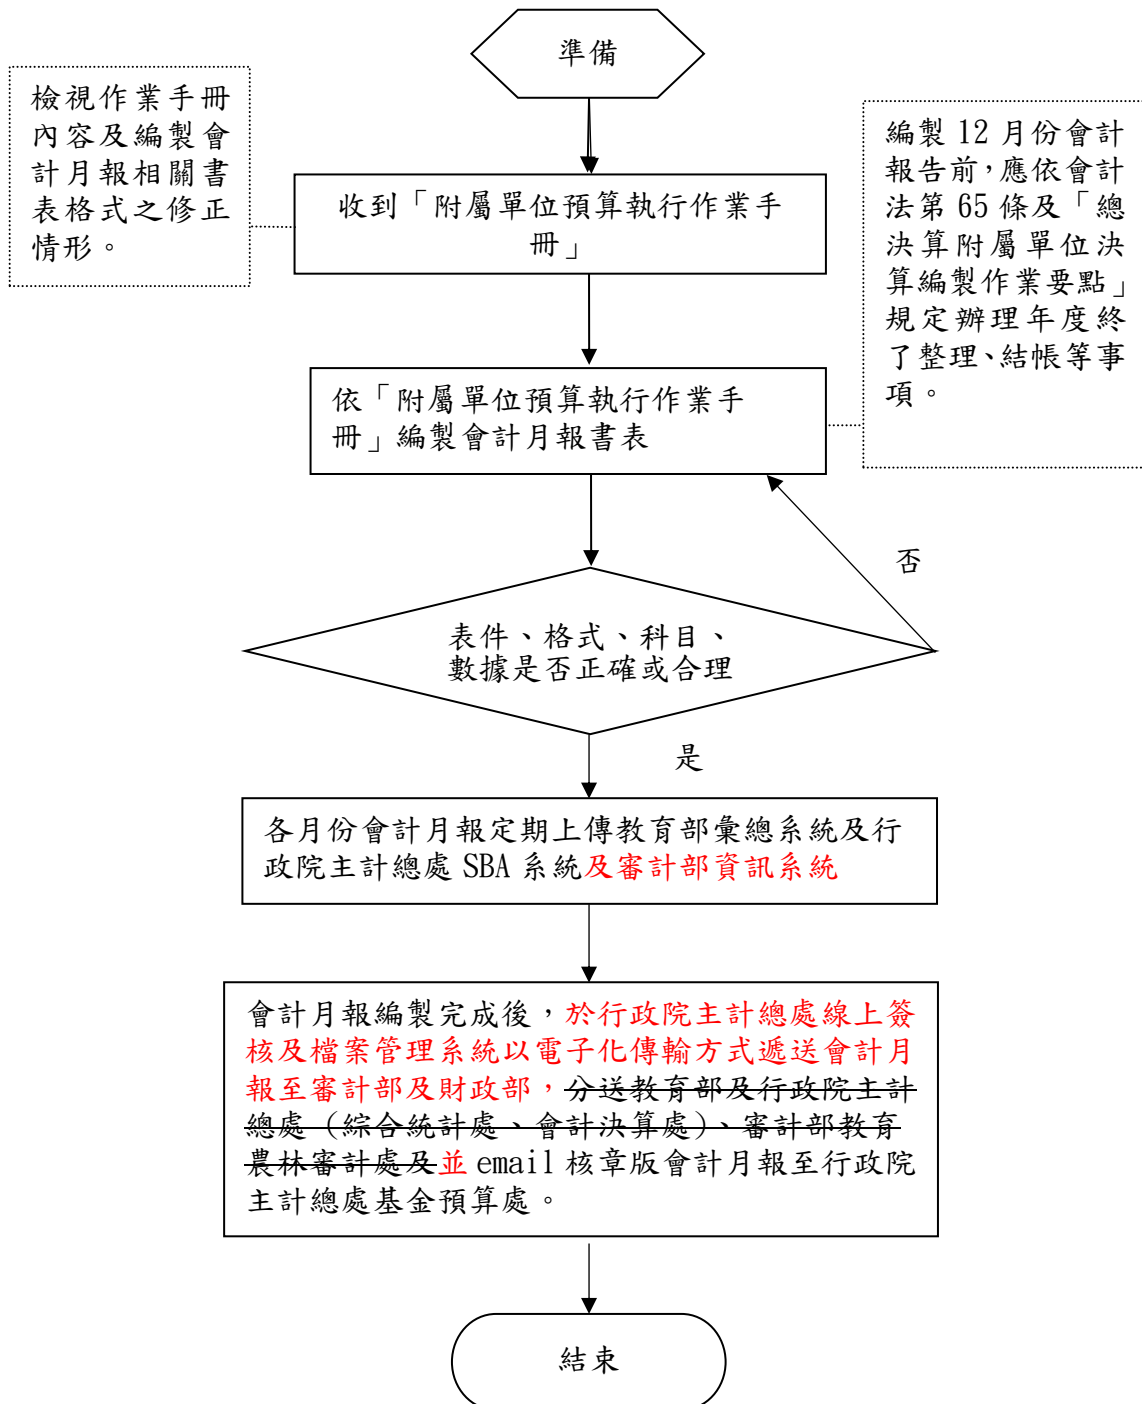 準備
檢視作業手冊
內容及編製會
計月報相關書
表格式之修正
情形。
收到「附屬單位預算執行作業手
冊」
編製 12 月份會計
報告前,應依會計
法第 65 條及「總
決算附屬單位決
算編製作業要點」
規定辦理年度終
了整理、結帳等事
項。
依「附屬單位預算執行作業手
冊」編製會計月報書表
否
表件、格式、科目、
數據是否正確或合理
是
各月份會計月報定期上傳教育部彙總系統及行
政院主計總處 SBA 系統及審計部資訊系統
會計月報編製完成後，於行政院主計總處線上簽
核及檔案管理系統以電子化傳輸方式遞送會計月
報至審計部及財政部，分送教育部及行政院主計
總處 (綜合統計處、會計決算處)、審計部教育
農林審計處及並 email 核章版會計月報至行政院
主計總處基金預算處。
結束